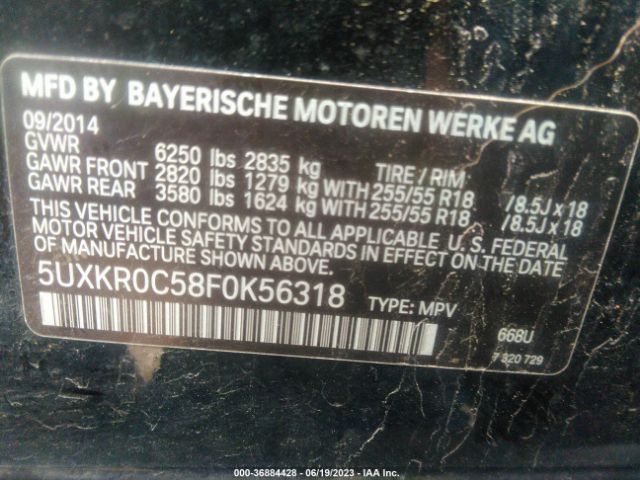 MFD BY BAYERISCHE MOTOREN WERKE AG
09/2014
GVWR 6250 lbs 2835 kg TIRE / RIM:
GAWR FRONT 2820 lbs 1279 kg WITH 255/55 R18 / 8.5J x 18
GAWR REAR 3580 lbs 1624 kg WITH 255/55 R18 / 8.5J x 18
THIS VEHICLE CONFORMS TO ALL APPLICABLE U. S. FEDERAL
MOTOR VEHICLE SAFETY STANDARDS IN EFFECT ON THE DATE
OF MANUFACTURE SHOWN ABOVE.
5UXKR0C58F0K56318 TYPE: MPV
668U
7 320 729
© COPART: #36884428 - 06/19/2023 - IAA Inc.